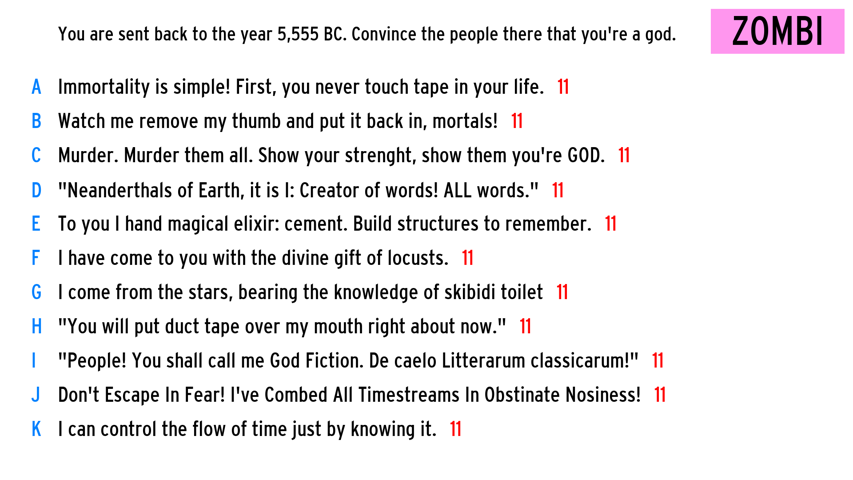 You are sent back to the year 5,555 BC. Convince the people there that you're a god.
ZOMBI
A Immortality is simple! First, you never touch tape in your life. 11
B Watch me remove my thumb and put it back in, mortals! 11
C Murder. Murder them all. Show your strenght, show them you're GOD. 11
D "Neanderthals of Earth, it is I: Creator of words! ALL words." 11
E To you I hand magical elixir: cement. Build structures to remember. 11
F I have come to you with the divine gift of locusts. 11
G I come from the stars, bearing the knowledge of skibidi toilet 11
H "You will put duct tape over my mouth right about now." 11
I "People! You shall call me God Fiction. De caelo Litterarum classicarum!" 11
J Don't Escape In Fear! I've Combed All Timestreams In Obstinate Nosiness! 11
K I can control the flow of time just by knowing it. 11